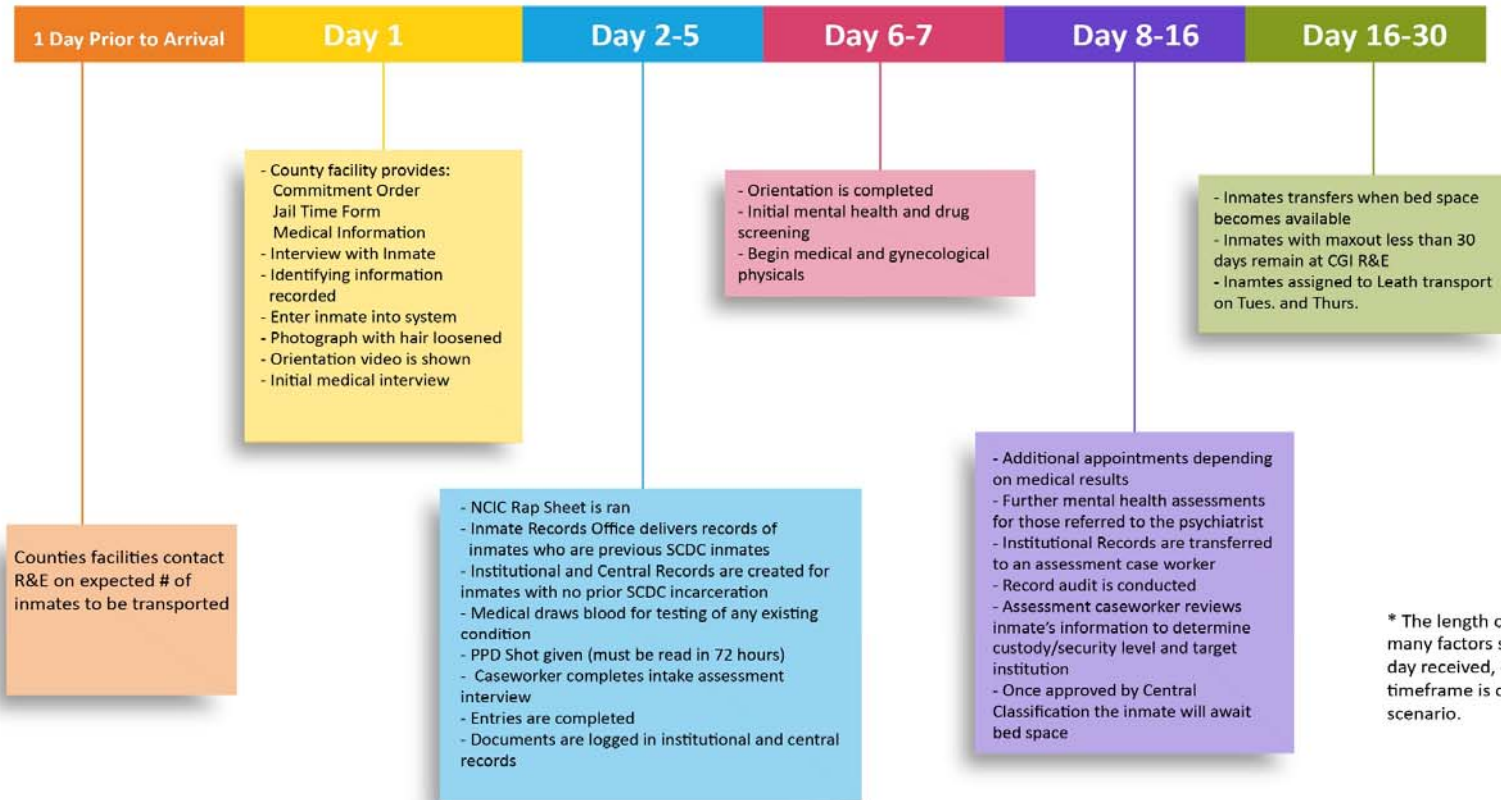 1 Day Prior to Arrival
Day 1
Day 2-5
Day 6-7
Day 8-16
Day 16-30
Counties facilities contact
R&E on expected # of
inmates to be transported
- County facility provides:
Commitment Order
Jail Time Form
Medical Information
- Interview with Inmate
- Identifying information
recorded
- Enter inmate into system
- Photograph with hair loosened
- Orientation video is shown
- Initial medical interview
- NCIC Rap Sheet is ran
- Inmate Records Office delivers records of
inmates who are previous SCDC inmates
- Institutional and Central Records are created for
inmates with no prior SCDC incarceration
- Medical draws blood for testing of any existing
condition
- PPD Shot given (must be read in 72 hours)
- Caseworker completes intake assessment
interview
- Entries are completed
- Documents are logged in institutional and central
records
- Orientation is completed
- Initial mental health and drug
screening
- Begin medical and gynecological
physicals
- Additional appointments depending
on medical results
- Further mental health assessments
for those referred to the psychiatrist
- Institutional Records are transferred
to an assessment case worker
- Record audit is conducted
- Assessment caseworker reviews
inmate's information to determine
custody/security level and target
institution
- Once approved by Central
Classification the inmate will await
bed space
- Inmates transfers when bed space
becomes available
- Inmates with maxout less than 30
days remain at CGI R&E
- Inamtes assigned to Leath transport
on Tues. and Thurs.
* The length
many factors
day received,
timeframe is
scenario.